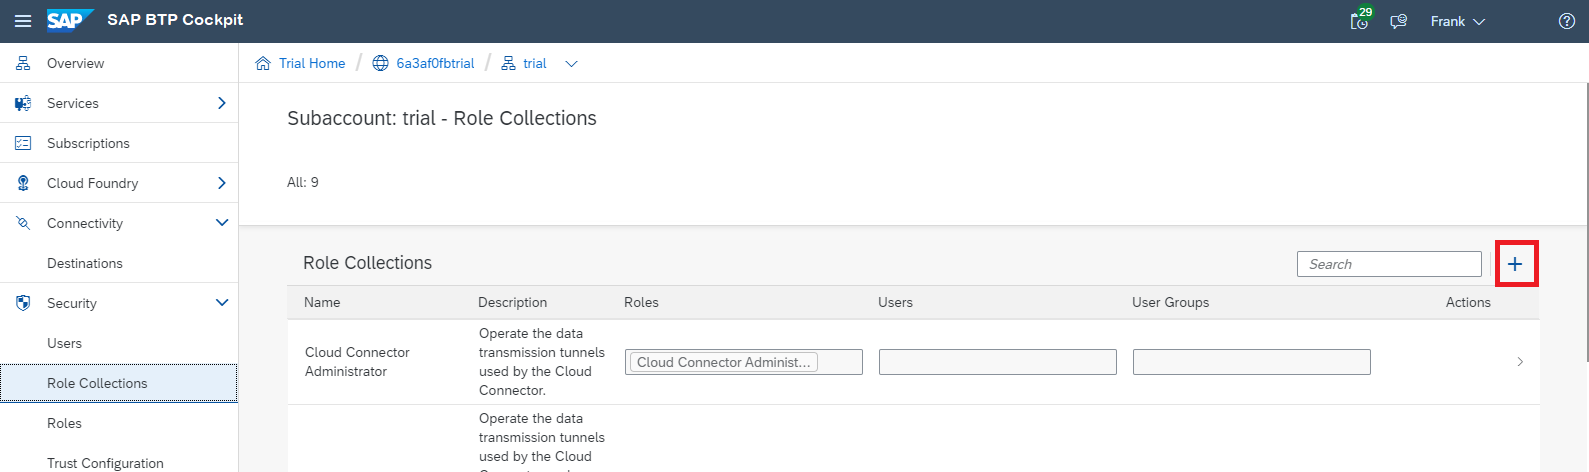 SAP SAP BTP Cockpit 29 Frank
Overview
Services
Subscriptions
Cloud Foundry
Connectivity
Destinations
Security
Users
Role Collections
Roles
Trust Configuration
Trial Home / 6a3af0fbtrial / trial
Subaccount: trial - Role Collections
All: 9
Role Collections
Search
Name Description Roles Users User Groups Actions
Cloud Connector
Administrator
Operate the data
transmission tunnels
used by the Cloud
Connector.
Cloud Connector Administ...
Operate the data
transmission tunnels
used by the Cloud